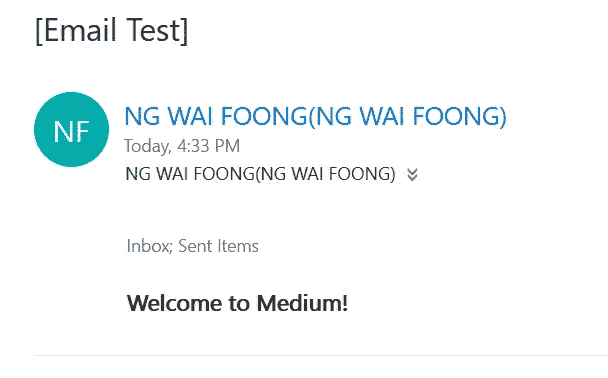 [Email Test]
NF
NG WAI FOONG(NG WAI FOONG)
Today, 4:33 PM
NG WAI FOONG(NG WAI FOONG)
Inbox; Sent Items
Welcome to Medium!